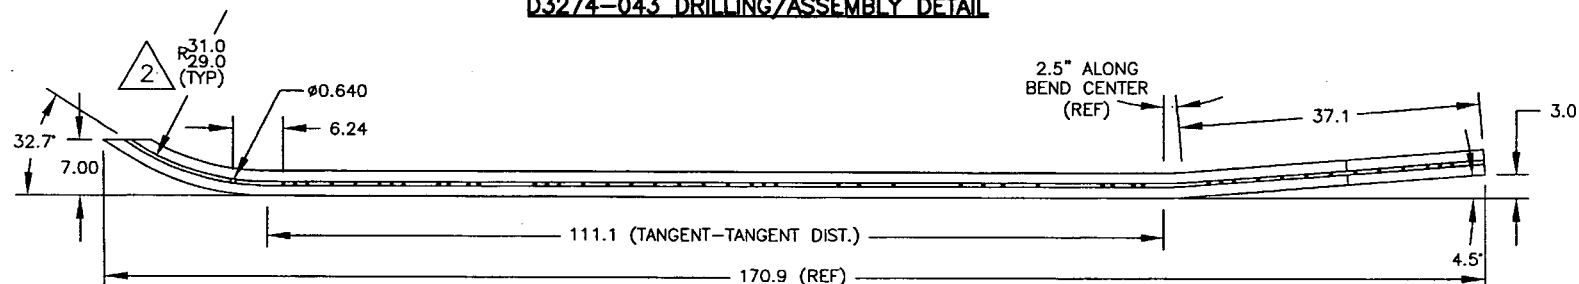 D3274-043 DRILLING/ASSEMBLY DETAIL
2
R31.0
29.0
(TYP)
ø0.640
6.24
32.7°
7.00
2.5" ALONG
BEND CENTER
(REF)
37.1
3.0
111.1 (TANGENT-TANGENT DIST.)
4.5°
170.9 (REF)